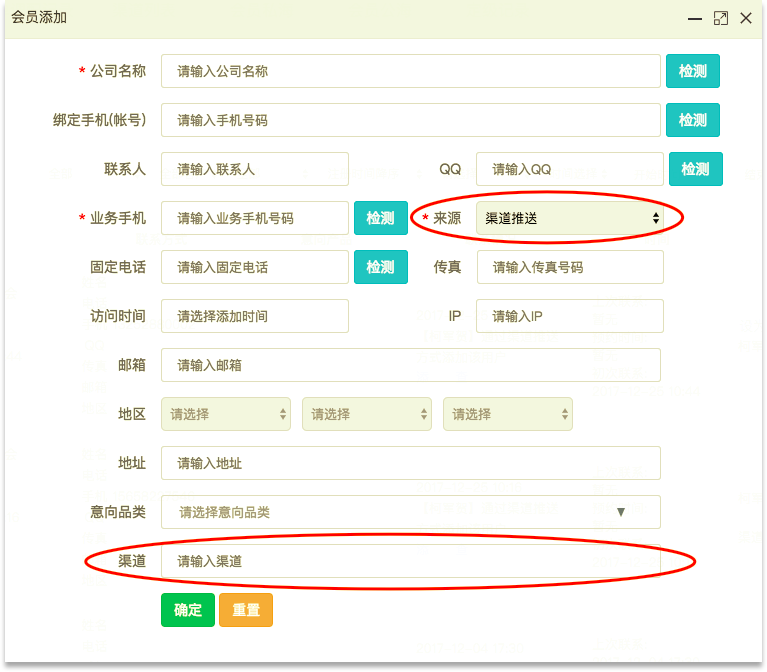 会员添加
* 公司名称 请输入公司名称 检测
绑定手机(帐号) 请输入手机号码 检测
联系人 请输入联系人 QQ 请输入QQ 检测
* 业务手机 请输入业务手机号码 检测 * 来源 渠道推送
固定电话 请输入固定电话 检测 传真 请输入传真号码
访问时间 请选择添加时间 IP 请输入IP
邮箱 请输入邮箱
地区 请选择 请选择 请选择
地址 请输入地址
意向品类 请选择意向品类
渠道 请输入渠道
确定 重置